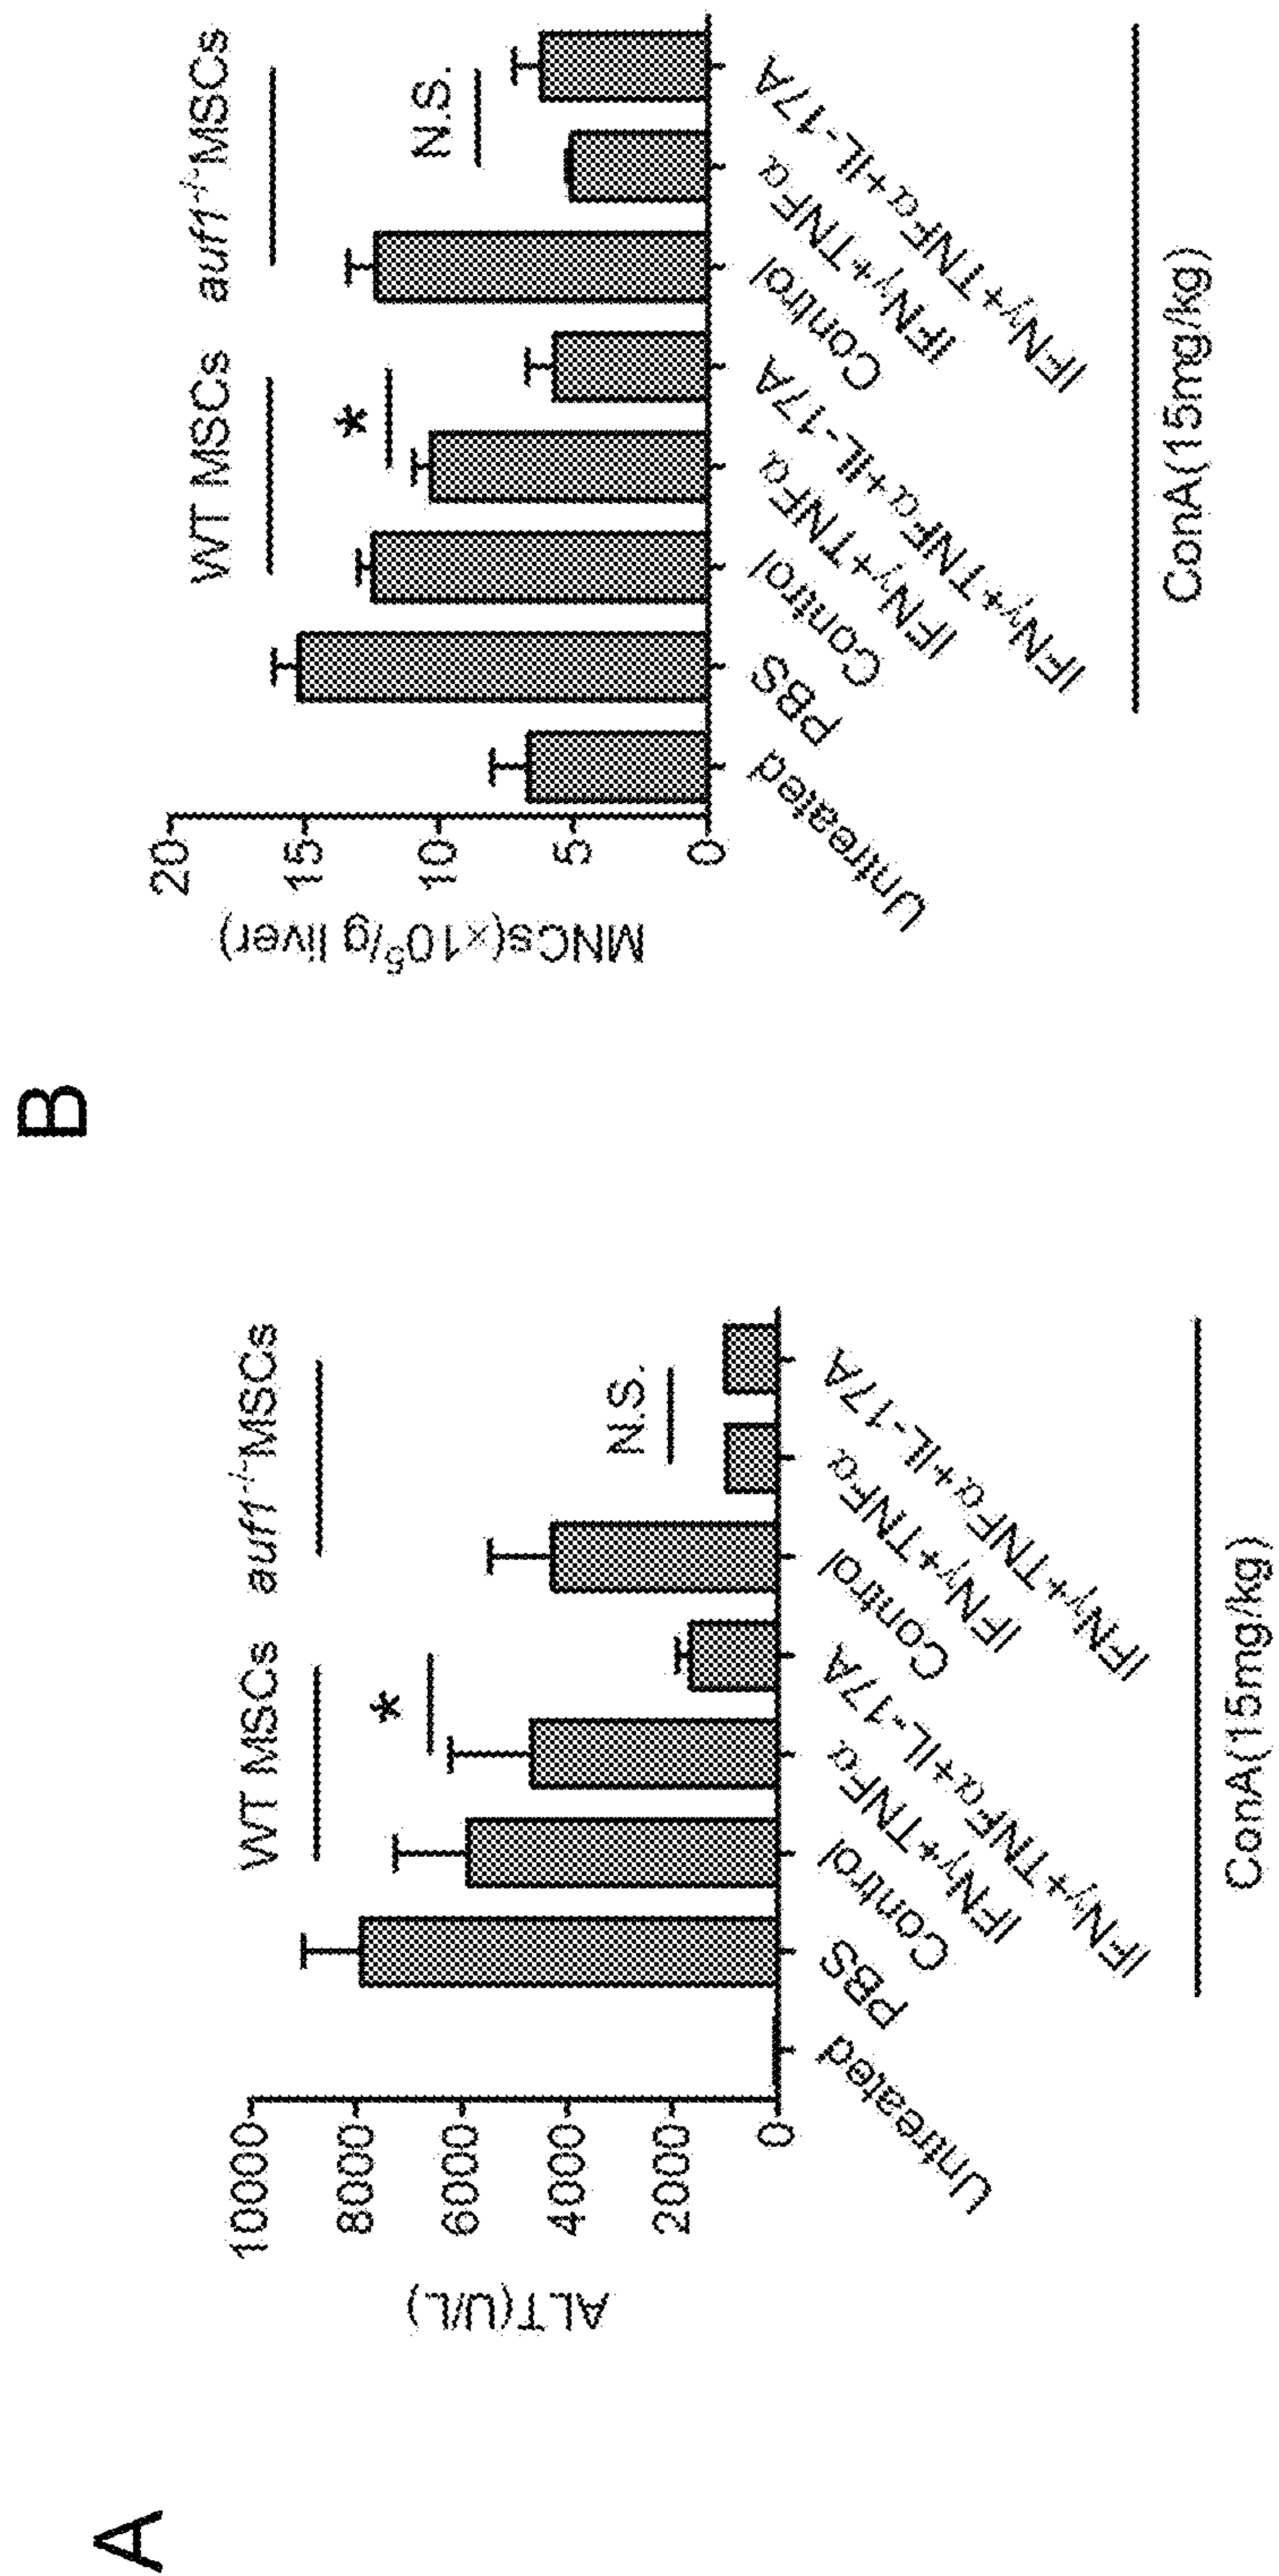 A
ALT(U/L)
10000
8000
6000
4000
2000
0
WT MSCs
auf1-/-MSCs
*
N.S.
Untreated
PBS
Control
IFNγ+TNFα
IFNγ+TNFα+IL-17A
Control
IFNγ+TNFα
IFNγ+TNFα+IL-17A
ConA(15mg/kg)
B
MNCs(×10⁶/g liver)
20
15
10
5
0
WT MSCs
auf1-/-MSCs
*
N.S.
Untreated
PBS
Control
IFNγ+TNFα
IFNγ+TNFα+IL-17A
Control
IFNγ+TNFα
IFNγ+TNFα+IL-17A
ConA(15mg/kg)